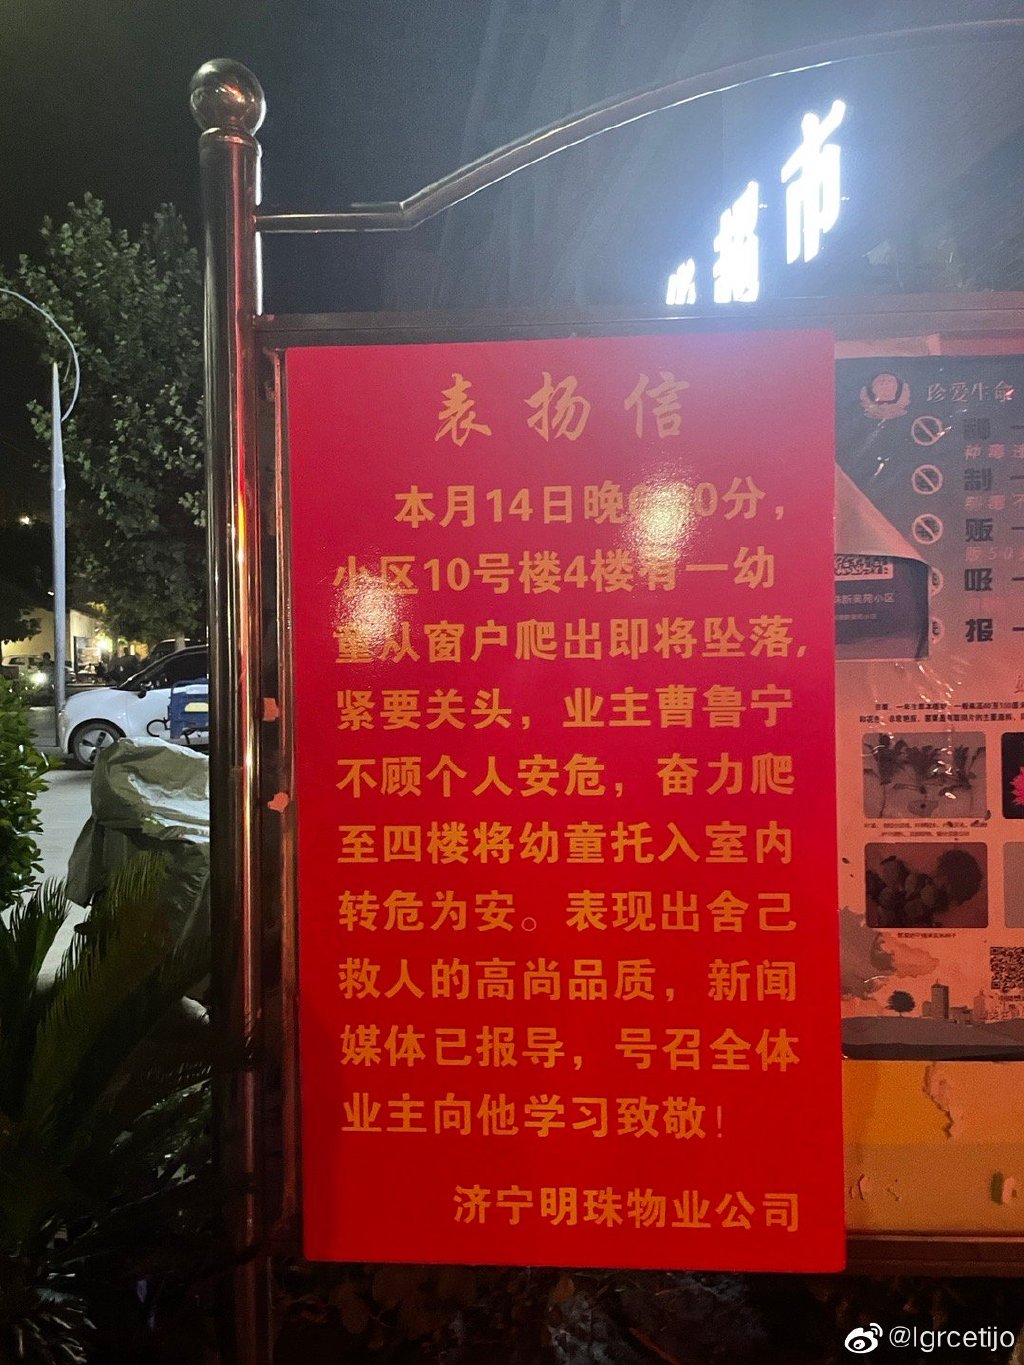 超市
表扬信
本月14日晚 0分，
小区10号楼4楼有一幼
童从窗户爬出即将坠落，
紧要关头，业主曹鲁宁
不顾个人安危，奋力爬
至四楼将幼童托入室内
转危为安。表现出舍己
救人的高尚品质，新闻
媒体已报导，号召全体
业主向他学习致敬！
济宁明珠物业公司
珍爱生命
制
贩
吸
报
@lgrcetijo